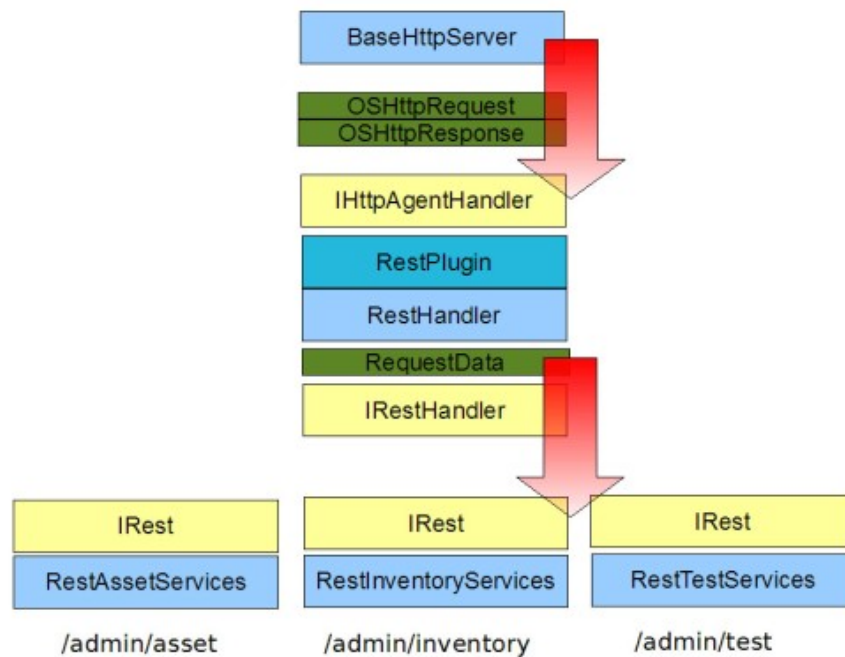 BaseHttpServer
OSHttpRequest
OSHttpResponse
IHttpAgentHandler
RestPlugin
RestHandler
RequestData
IRestHandler
IRest
IRest
IRest
RestAssetServices
RestInventoryServices
RestTestServices
/admin/asset
/admin/inventory
/admin/test